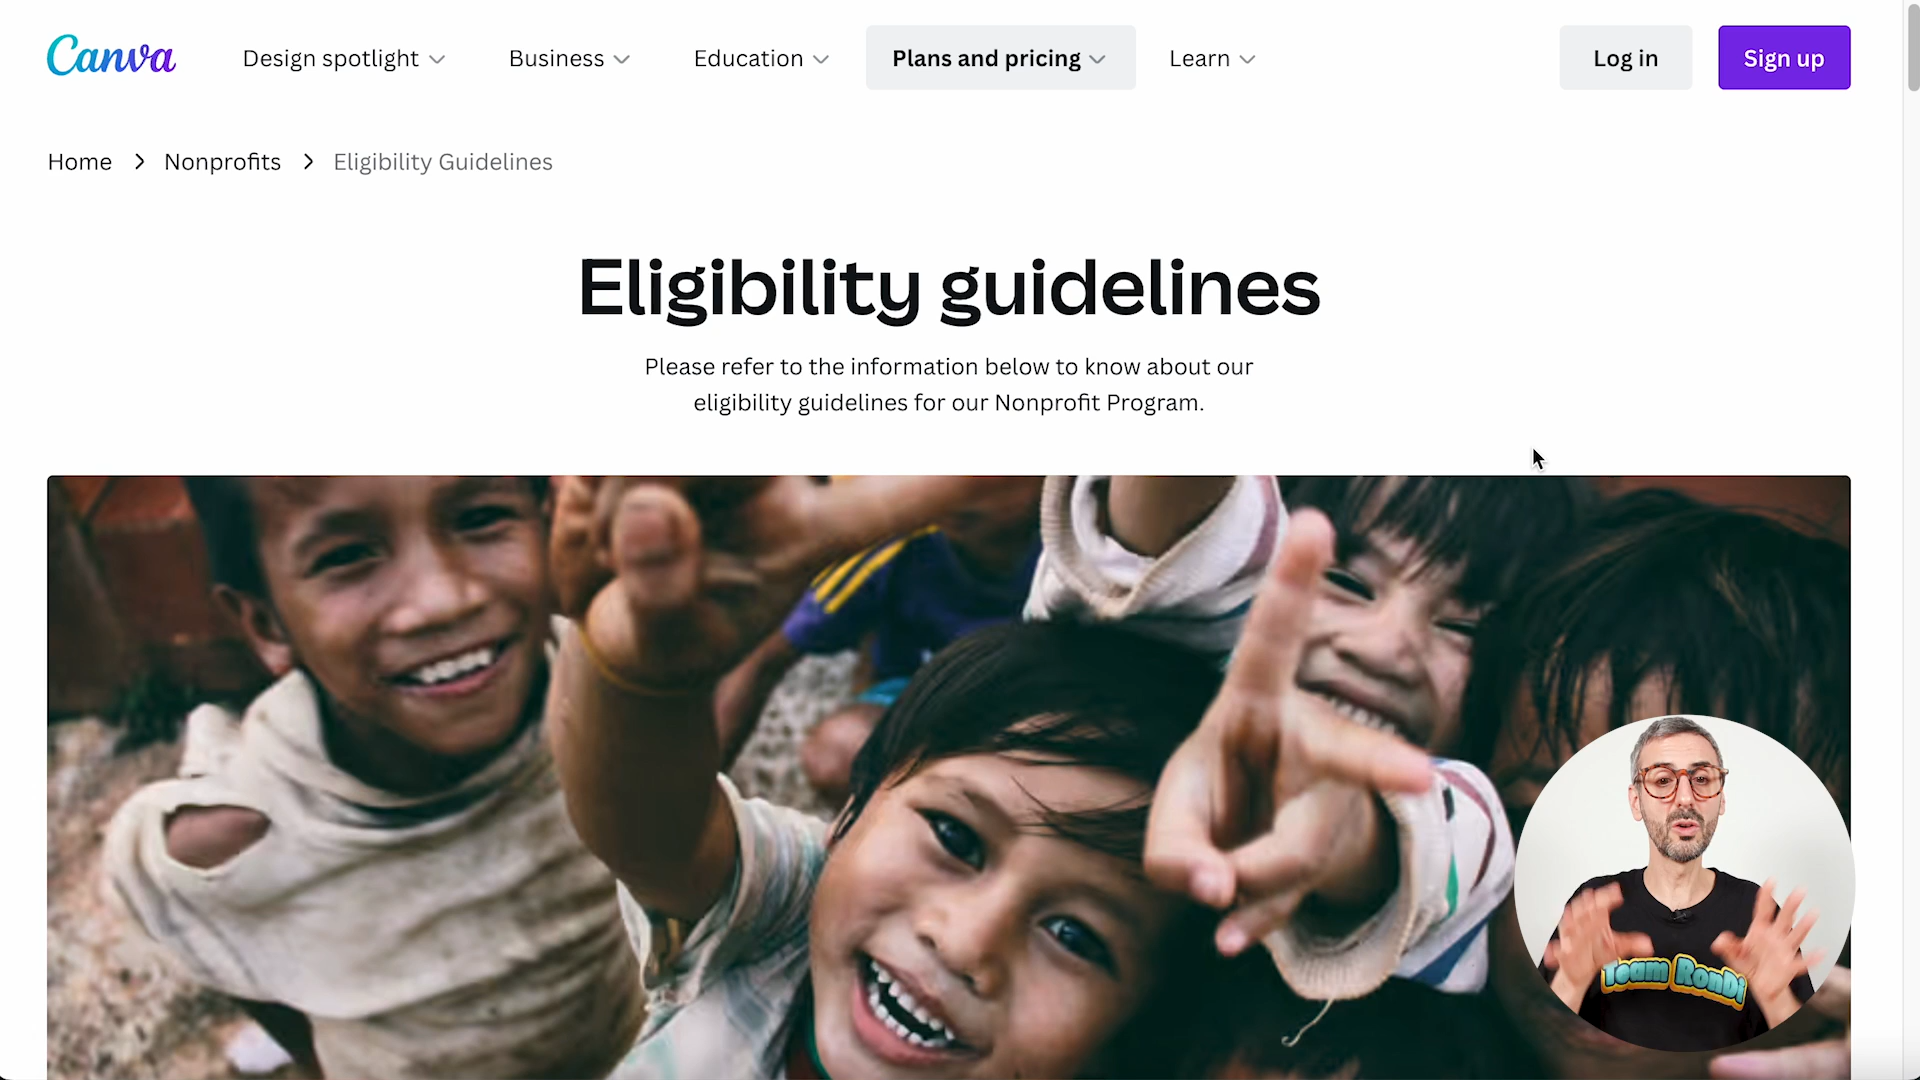 Canva
Design spotlight
Business
Education
Plans and pricing
Learn
Log in
Sign up
Home
Nonprofits
Eligibility Guidelines
Eligibility guidelines
Please refer to the information below to know about our
eligibility guidelines for our Nonprofit Program.
Team RonDi